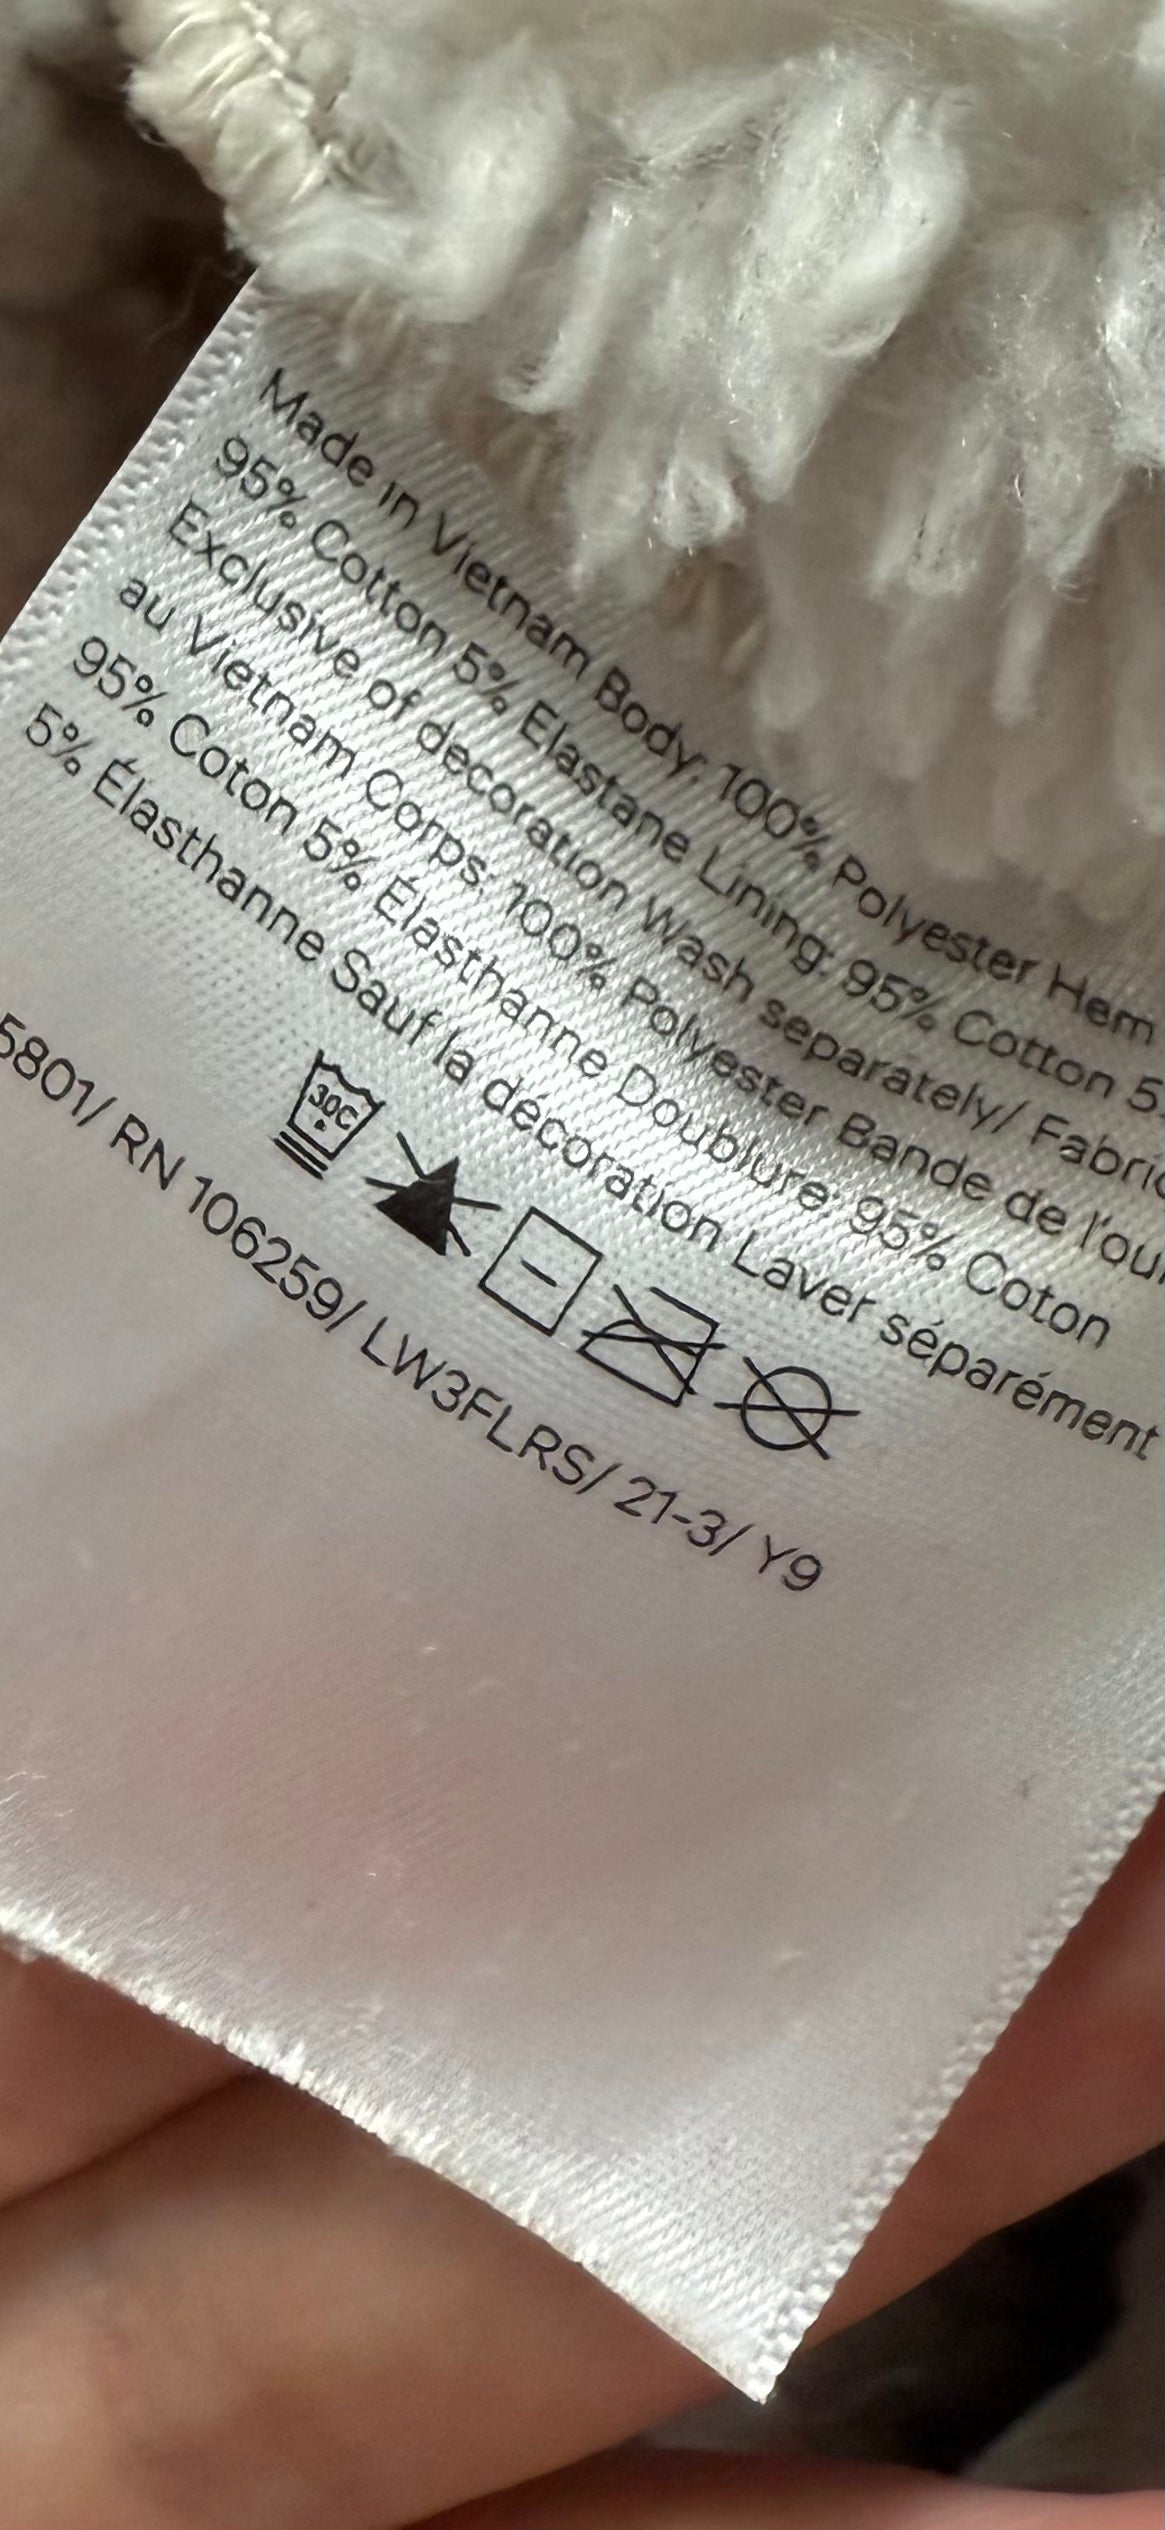 Made in Vietnam Body: 100% Polyester Hem
95% Cotton 5% Elastane Lining: 95% Cotton 5%
Exclusive of decoration Wash separately/ Fabric
au Vietnam Corps: 100% Polyester Bande de l'our
95% Coton 5% Élasthanne Doublure: 95% Coton
5% Élasthanne Sauf la décoration Laver séparément
30C
5801/ RN 106259/ LW3FLRS/ 21-3/ Y9